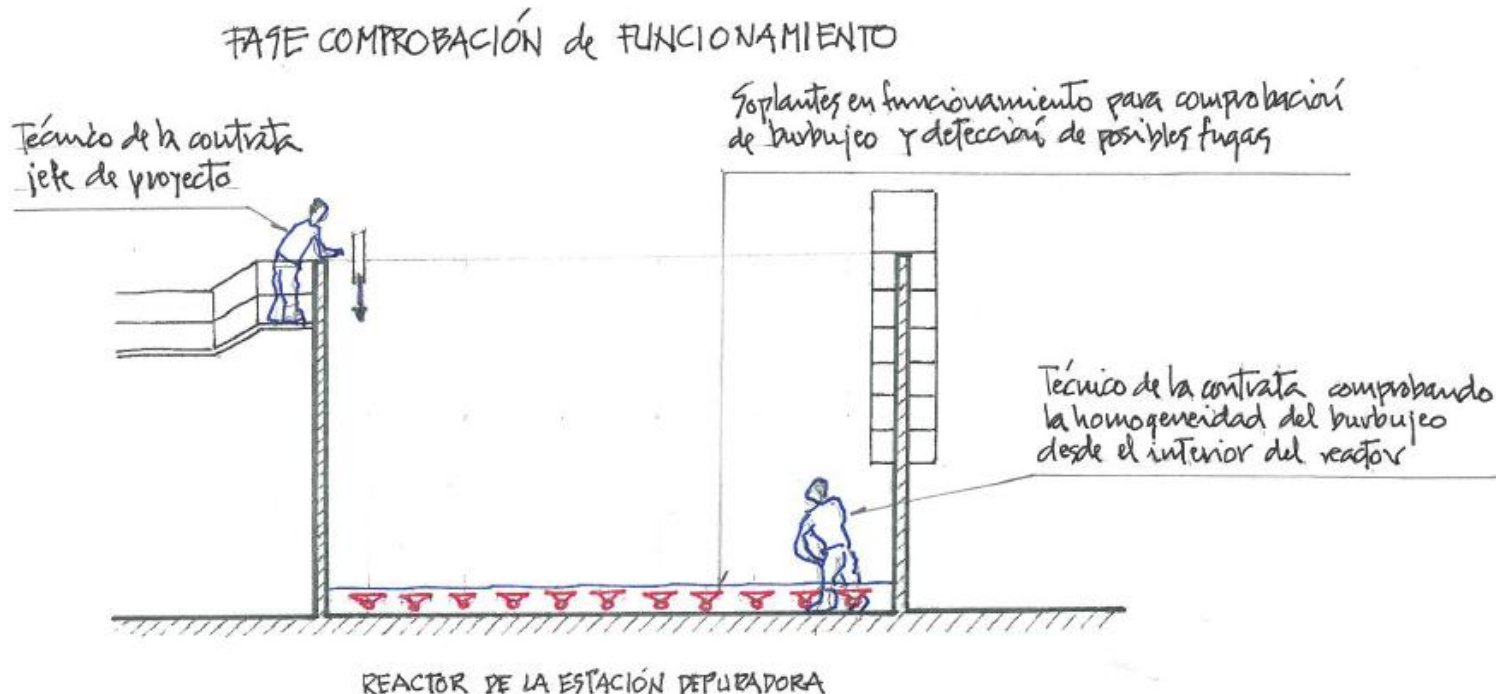 FASE COMPROBACIÓN de FUNCIONAMIENTO
Soplantes en funcionamiento para comprobación
de burbujeo y detección de posibles fugas
Técnico de la contrata
jefe de proyecto
Técnico de la contrata comprobando
la homogeneidad del burbujeo
desde el interior del reactor
REACTOR DE LA ESTACIÓN DEPURADORA